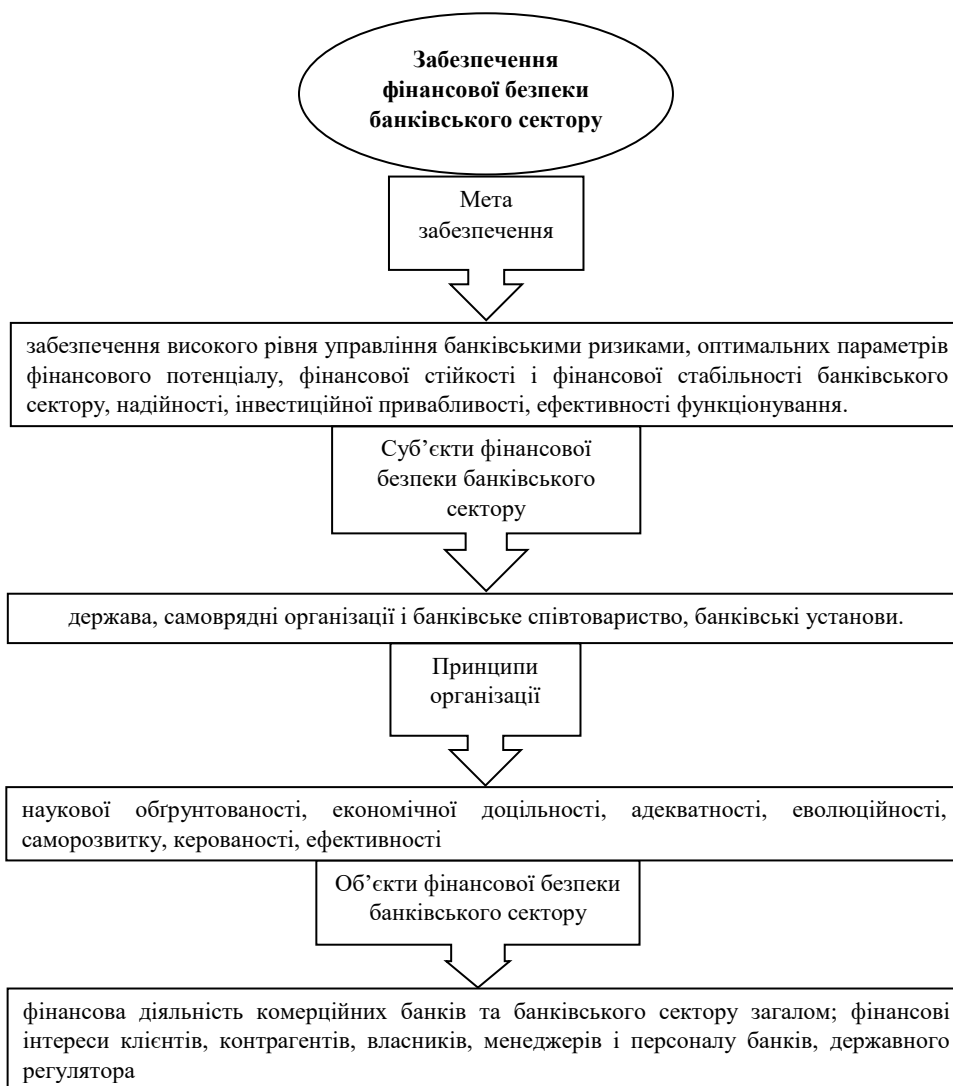 Забезпечення
фінансової безпеки
банківського сектору
Мета
забезпечення
забезпечення високого рівня управління банківськими ризиками, оптимальних параметрів
фінансового потенціалу, фінансової стійкості і фінансової стабільності банківського
сектору, надійності, інвестиційної привабливості, ефективності функціонування.
Суб’єкти фінансової
безпеки банківського
сектору
держава, самоврядні організації і банківське співтовариство, банківські установи.
Принципи
організації
наукової обґрунтованості, економічної доцільності, адекватності, еволюційності,
саморозвитку, керованості, ефективності
Об’єкти фінансової безпеки
банківського сектору
фінансова діяльність комерційних банків та банківського сектору загалом; фінансові
інтереси клієнтів, контрагентів, власників, менеджерів і персоналу банків, державного
регулятора